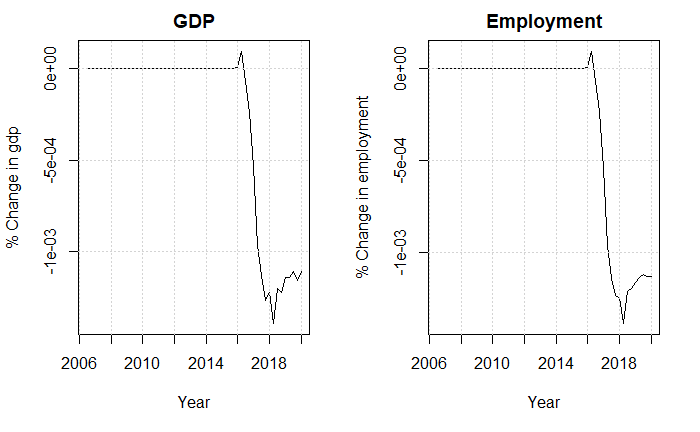 GDP
% Change in gdp
0e+00
-5e-04
-1e-03
2006
2010
2014
2018
Year
Employment
% Change in employment
0e+00
-5e-04
-1e-03
2006
2010
2014
2018
Year